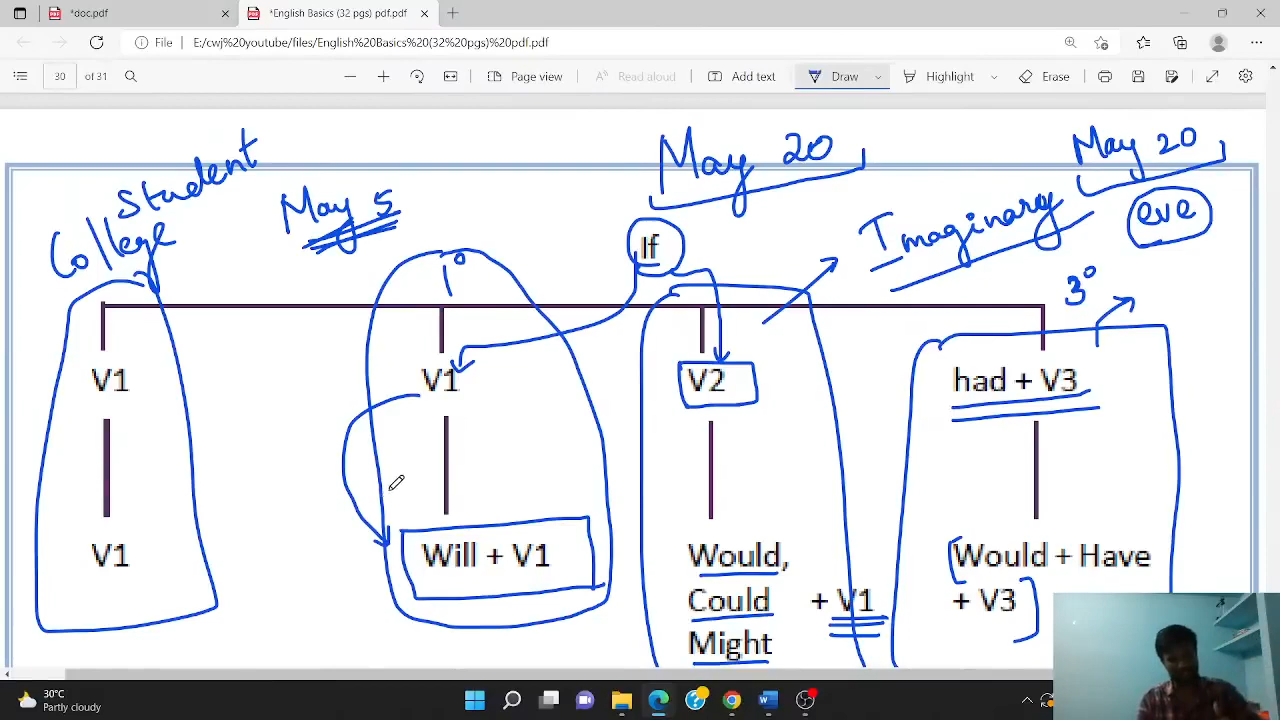 *doc.pdf
*English Basics (32 pgs) pdf.pdf
File
E:/cwj%20youtube/files/English%20Basics(32%20pgs)%20pdf.pdf
30 of 31
Page view
Read aloud
Add text
Draw
Highlight
Erase
College student
May 5
May 20
Imaginary
May 20
eve
If
1°
3°
V1
V1
V2
had + V3
V1
Will + V1
Would,
Could
Might
+ V1
Would + Have
+ V3
30°C
Partly cloudy